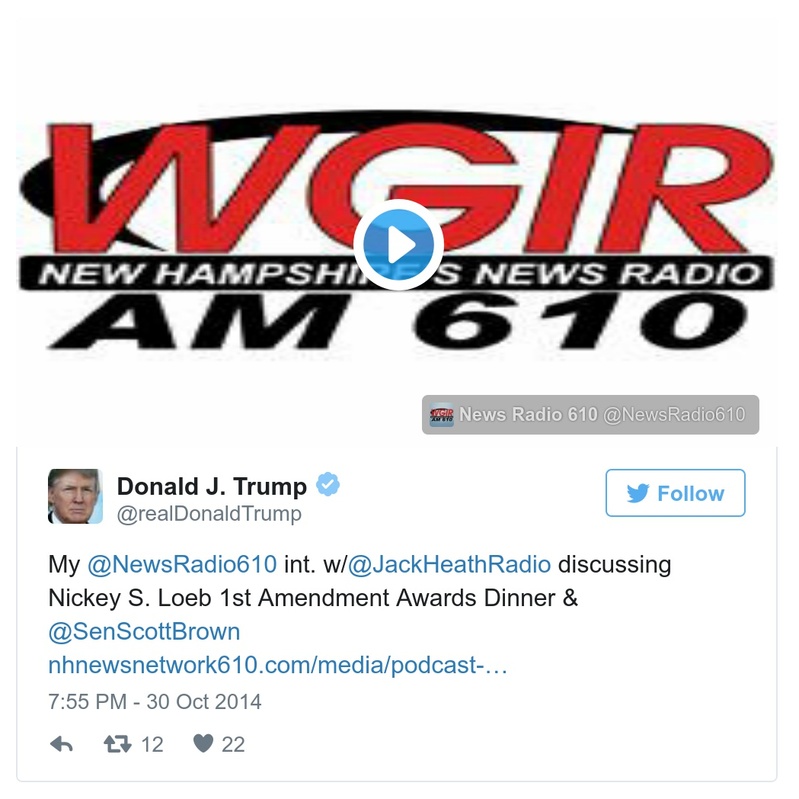 WGIR
NEW HAMPSHIRE'S NEWS RADIO
AM 610
News Radio 610 @NewsRadio610
Donald J. Trump
@realDonaldTrump
Follow
My @NewsRadio610 int. w/@JackHeathRadio discussing
Nickey S. Loeb 1st Amendment Awards Dinner &
@SenScottBrown
nhnewsnetwork610.com/media/podcast-…
7:55 PM - 30 Oct 2014
12 22